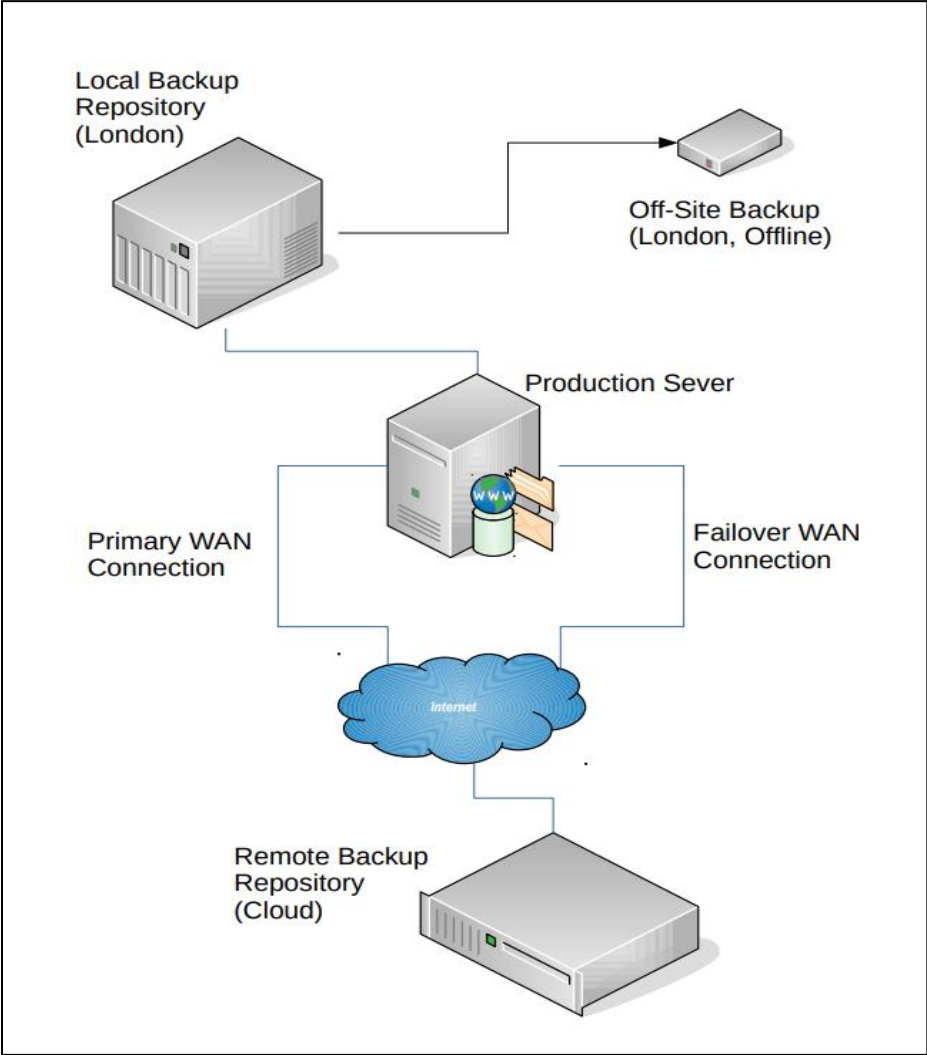 Local Backup
Repository
(London)
Off-Site Backup
(London, Offline)
Production Sever
www
Primary WAN
Connection
Failover WAN
Connection
Internet
Remote Backup
Repository
(Cloud)